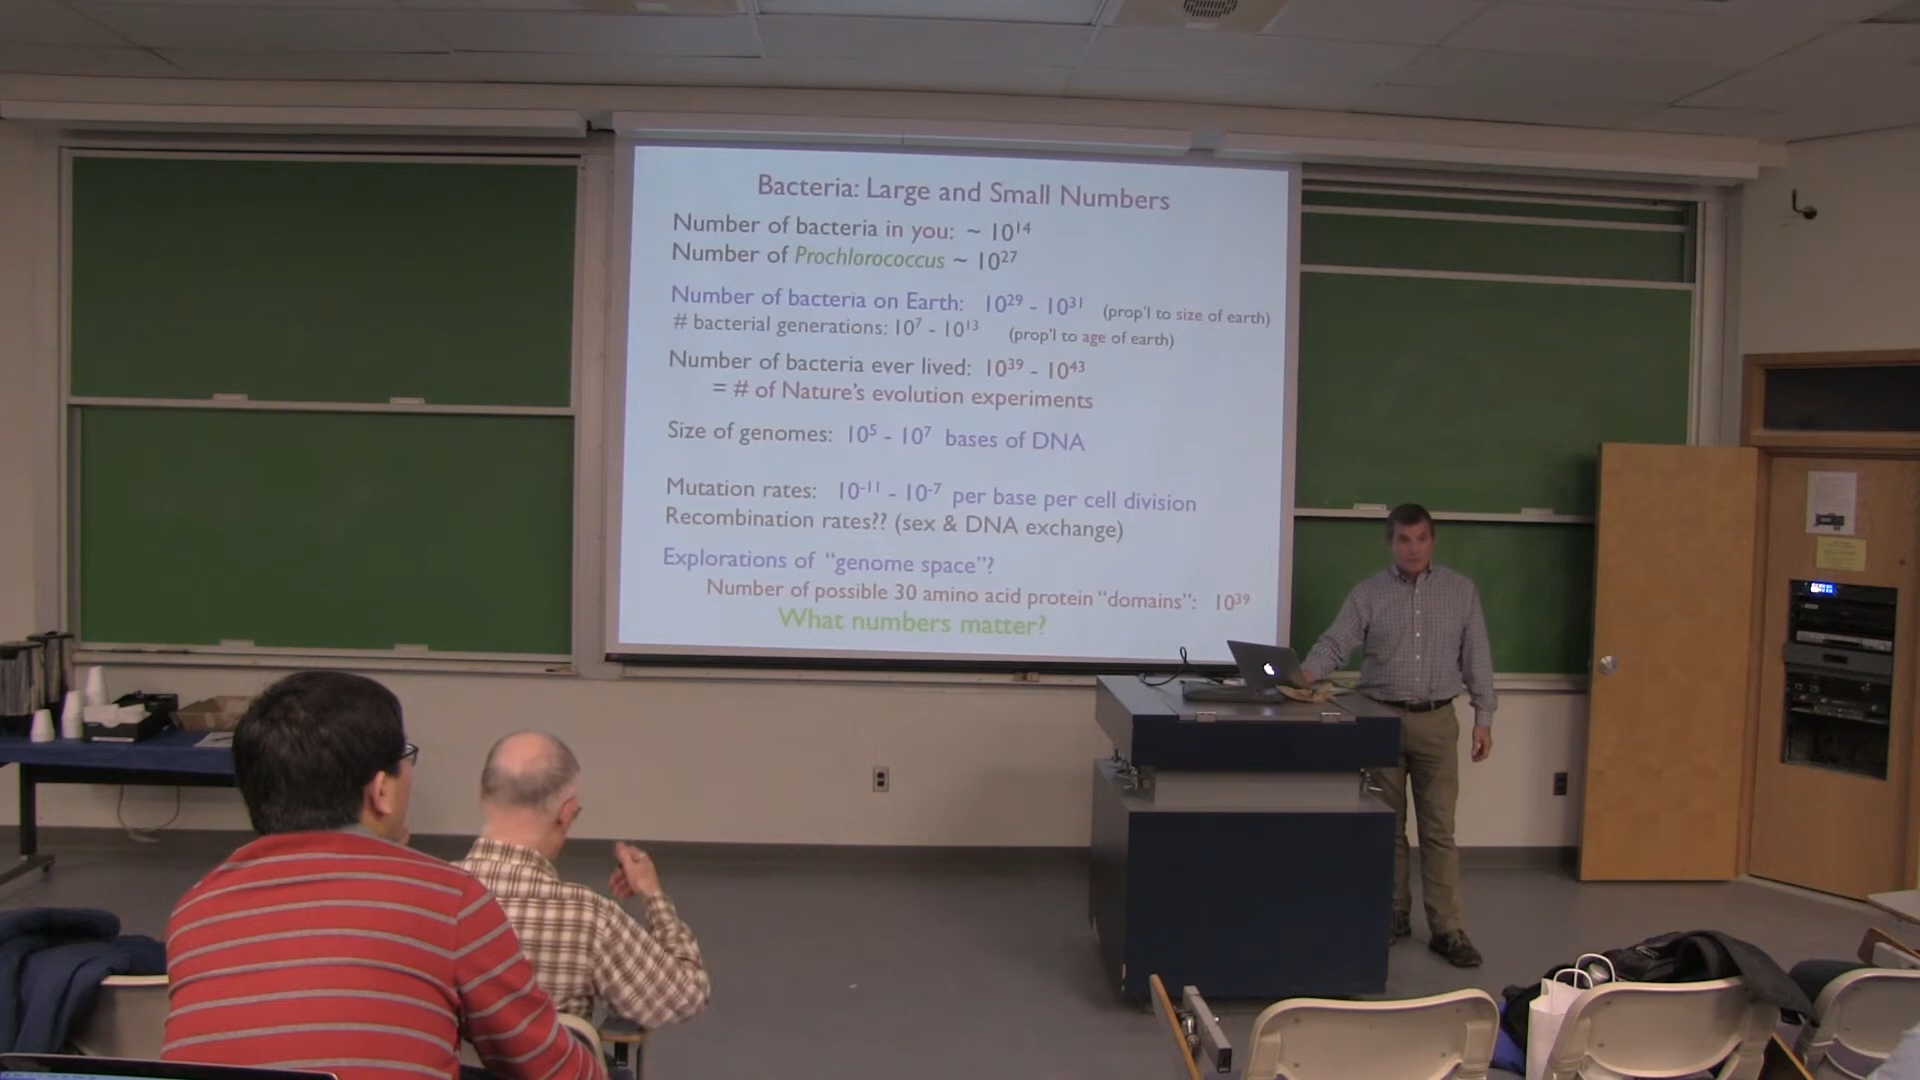 Bacteria: Large and Small Numbers
Number of bacteria in you: ~ 10¹⁴
Number of Prochlorococcus ~ 10²⁷
Number of bacteria on Earth: 10²⁹ - 10³¹ (prop'l to size of earth)
# bacterial generations: 10⁷ - 10¹³ (prop'l to age of earth)
Number of bacteria ever lived: 10³⁹ - 10⁴³
= # of Nature's evolution experiments
Size of genomes: 10⁵ - 10⁷ bases of DNA
Mutation rates: 10⁻¹¹ - 10⁻⁷ per base per cell division
Recombination rates?? (sex & DNA exchange)
Explorations of "genome space"?
Number of possible 30 amino acid protein "domains": 10³⁹
What numbers matter?